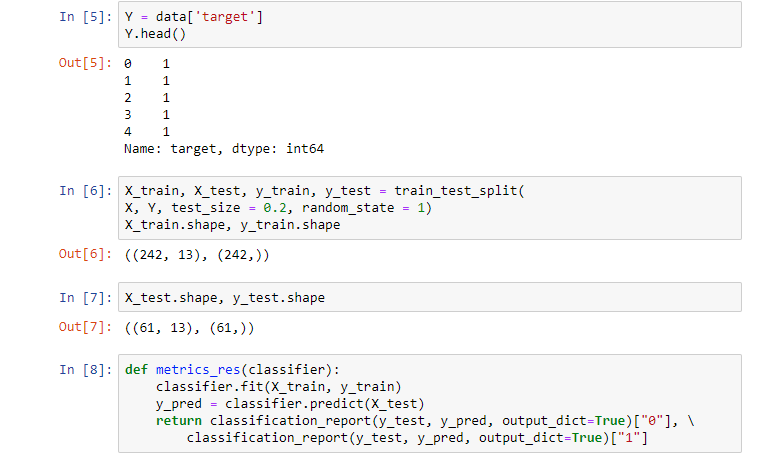 In [5]: Y = data['target']
Y.head()
Out[5]: 0    1
1    1
2    1
3    1
4    1
Name: target, dtype: int64
In [6]: X_train, X_test, y_train, y_test = train_test_split(
X, Y, test_size = 0.2, random_state = 1)
X_train.shape, y_train.shape
Out[6]: ((242, 13), (242,))
In [7]: X_test.shape, y_test.shape
Out[7]: ((61, 13), (61,))
In [8]: def metrics_res(classifier):
    classifier.fit(X_train, y_train)
    y_pred = classifier.predict(X_test)
    return classification_report(y_test, y_pred, output_dict=True)["0"], \
        classification_report(y_test, y_pred, output_dict=True)["1"]